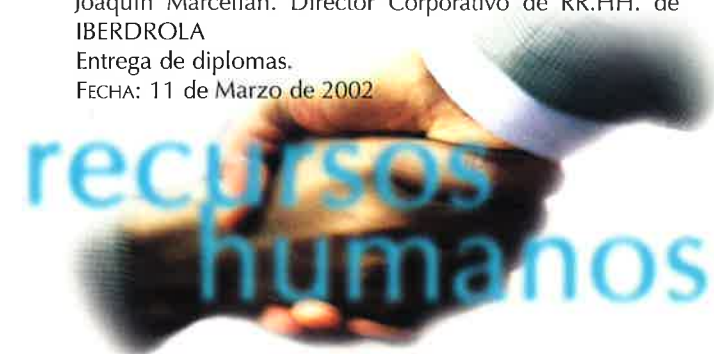 Joaquín Marcellán. Director Corporativo de RR.HH. de
IBERDROLA
Entrega de diplomas.
FECHA: 11 de Marzo de 2002
recursos
humanos